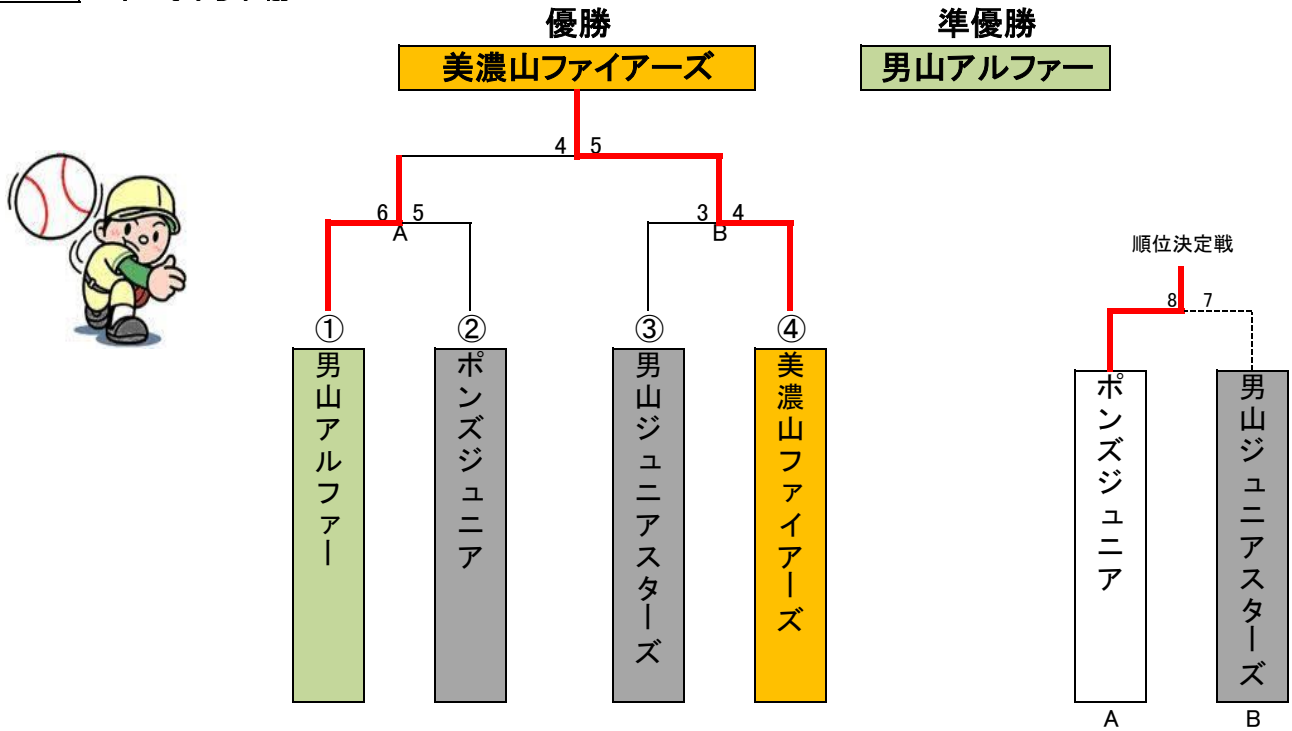 優勝
準優勝
美濃山ファイアーズ
男山アルファー
4 5
6 5
A
3 4
B
順位決定戦
8 7
①
②
③
④
男山アルファー
ポンズジュニア
男山ジュニアスターズ
美濃山ファイアーズ
ポンズジュニア
男山ジュニアスターズ
A
B